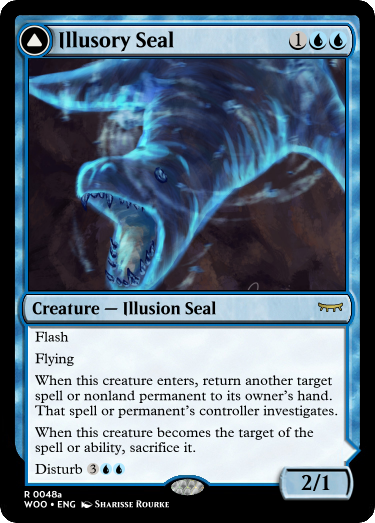 Illusory Seal 1
Creature — Illusion Seal
Flash
Flying
When this creature enters, return another target
spell or nonland permanent to its owner's hand.
That spell or permanent's controller investigates.
When this creature becomes the target of the
spell or ability, sacrifice it.
Disturb 3
2/1
R 0048a
WOO • ENG Sharisse Rourke